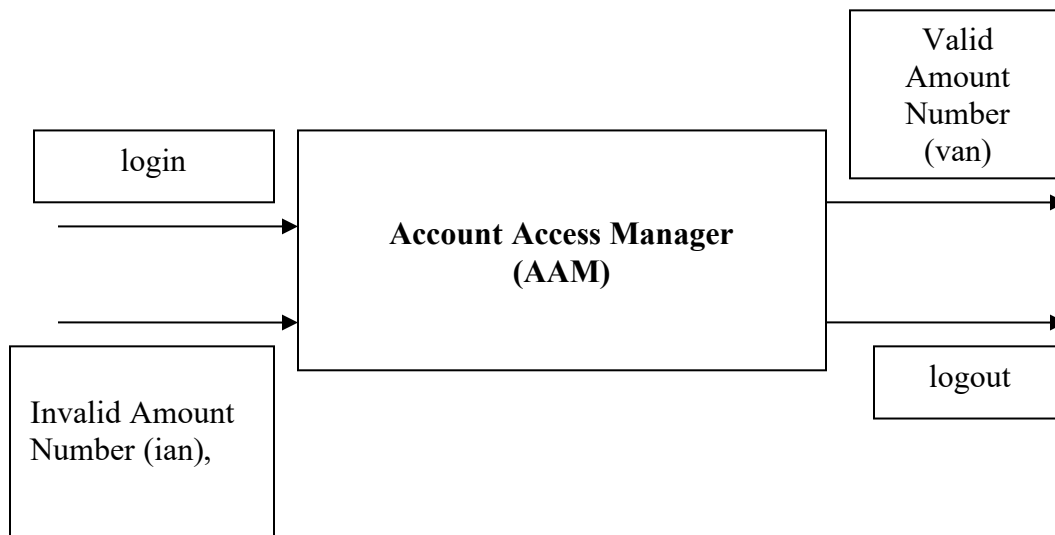 Valid
Amount
Number
(van)
login
Account Access Manager
(AAM)
Invalid Amount
Number (ian),
logout